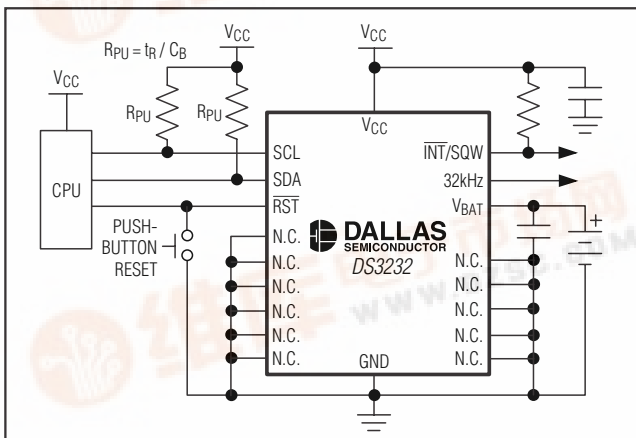 RPU = tR / CB
VCC
VCC
VCC
RPU
RPU
VCC
CPU
SCL
SDA
RST
PUSH-
BUTTON
RESET
N.C.
N.C.
N.C.
N.C.
N.C.
N.C.
DALLAS
SEMICONDUCTOR
DS3232
GND
INT/SQW
32kHz
VBAT
+
N.C.
N.C.
N.C.
N.C.
N.C.